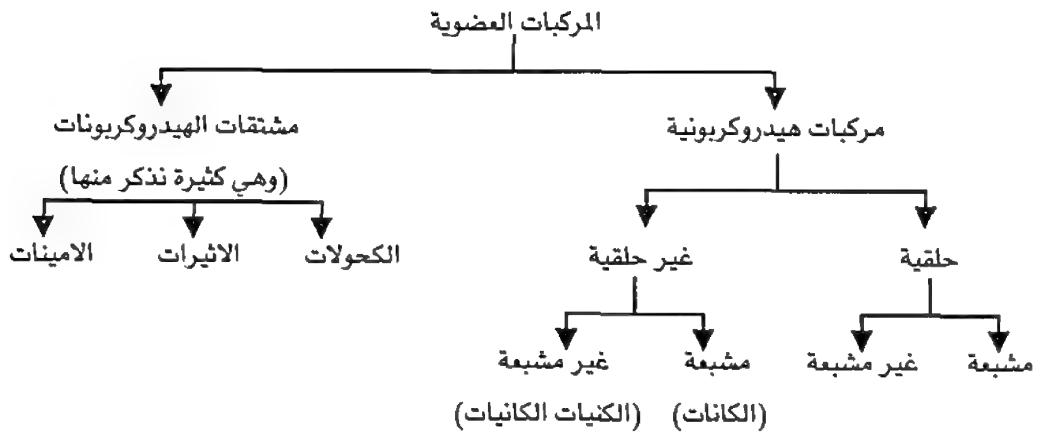 المركبات العضوية
مركبات هيدروكربونية
مشتقات الهيدروكربونات
(وهي كثيرة نذكر منها)
حلقية
غير حلقية
الكحولات
الاثيرات
الامينات
مشبعة
غير مشبعة
مشبعة
(الكانات)
غير مشبعة
(الكنيات الكانيات)